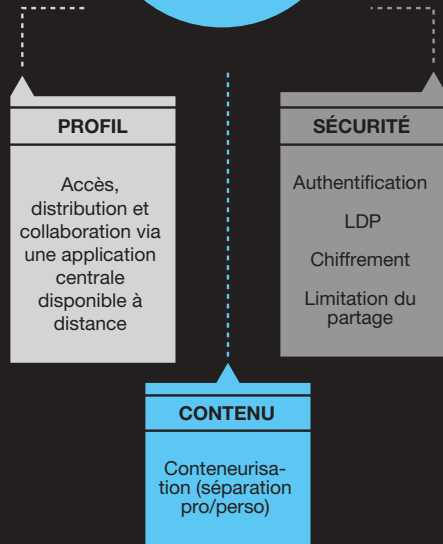 PROFIL
Accès,
distribution et
collaboration via
une application
centrale
disponible à
distance
SÉCURITÉ
Authentification
LDP
Chiffrement
Limitation du
partage
CONTENU
Conteneurisa-
tion (séparation
pro/perso)